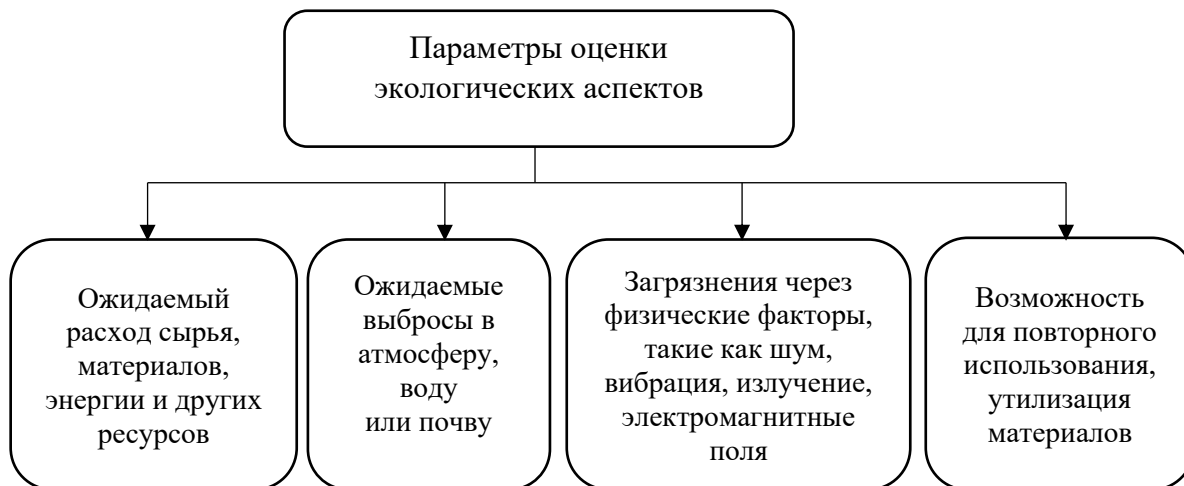 Параметры оценки
экологических аспектов
Ожидаемый
расход сырья,
материалов,
энергии и других
ресурсов
Ожидаемые
выбросы в
атмосферу,
воду
или почву
Загрязнения через
физические факторы,
такие как шум,
вибрация, излучение,
электромагнитные
поля
Возможность
для повторного
использования,
утилизация
материалов